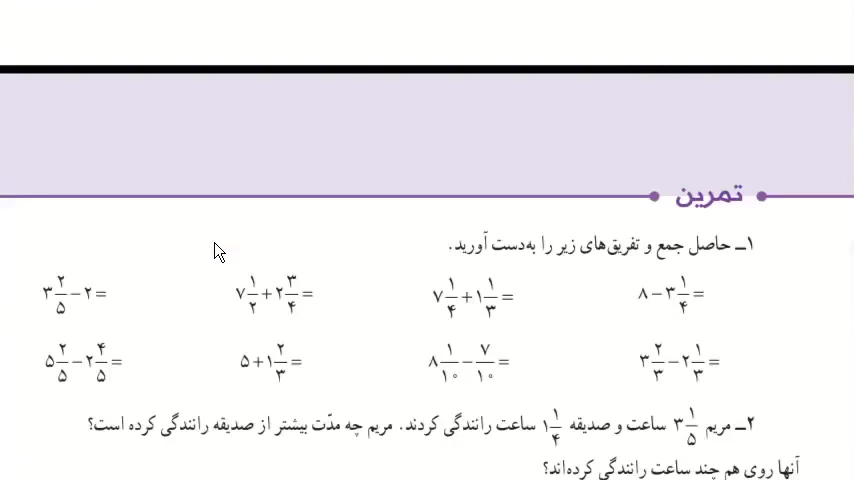 تمرین
۱ــ حاصل جمع و تفریق‌های زیر را به‌دست آورید.
۸ − ۳ ۱/۴ = ۷ ۱/۴ + ۱ ۱/۳ = ۷ ۱/۲ + ۲ ۳/۴ = ۳ ۲/۵ − ۲ =
۳ ۲/۳ − ۲ ۱/۳ = ۸ ۱/۱۰ − ۷/۱۰ = ۵ + ۱ ۲/۳ = ۵ ۲/۵ − ۲ ۴/۵ =
۲ــ مریم ۳ ۱/۵ ساعت و صدیقه ۱ ۱/۴ ساعت رانندگی کردند. مریم چه مدّت بیشتر از صدیقه رانندگی کرده است؟
آنها روی هم چند ساعت رانندگی کرده‌اند؟